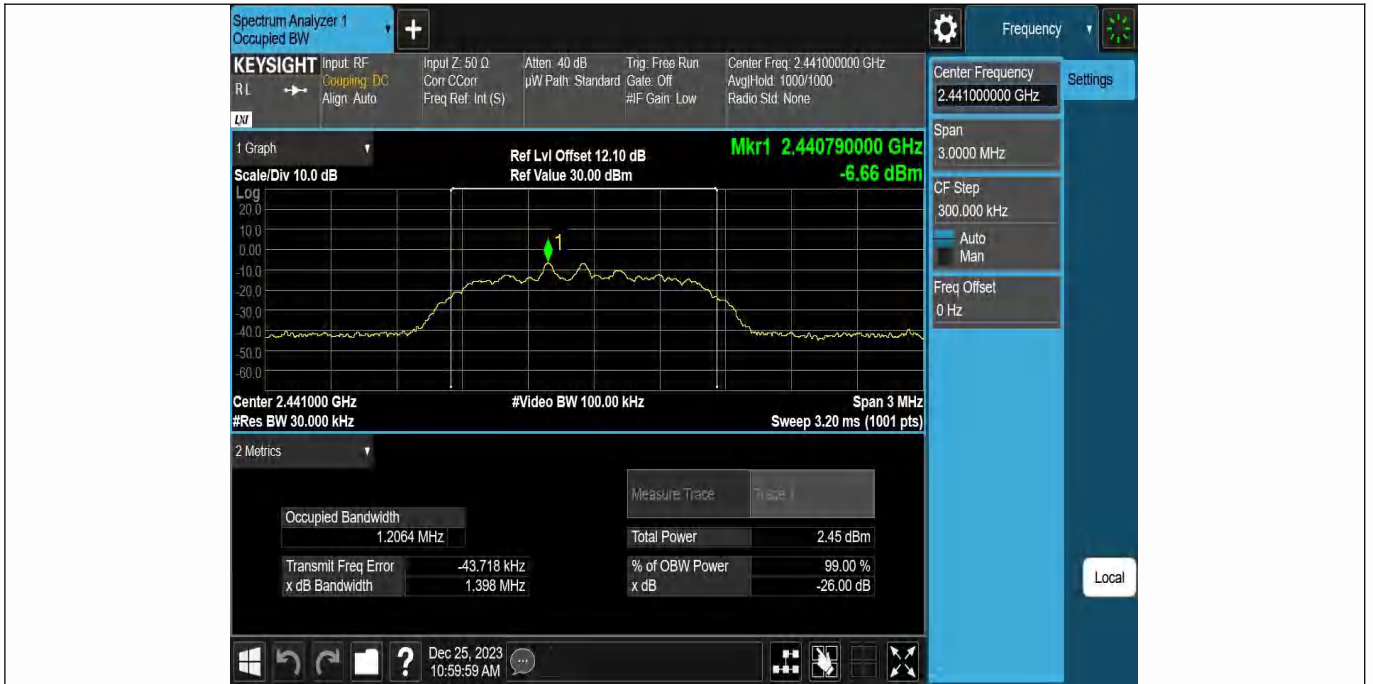 Spectrum Analyzer 1
Occupied BW
+
Frequency
KEYSIGHT
RL
LXI
Input: RF
Coupling: DC
Align: Auto
Input Z: 50 Ω
Corr CCorr
Freq Ref: Int (S)
Atten: 40 dB
µW Path: Standard
Trig: Free Run
Gate: Off
#IF Gain: Low
Center Freq: 2.441000000 GHz
Avg|Hold: 1000/1000
Radio Std: None
Center Frequency
2.441000000 GHz
Settings
Span
3.0000 MHz
CF Step
300.000 kHz
Auto
Man
Freq Offset
0 Hz
Local
1 Graph
Scale/Div 10.0 dB
Ref Lvl Offset 12.10 dB
Ref Value 30.00 dBm
Mkr1 2.440790000 GHz
-6.66 dBm
Log
20.0
10.0
0.00
-10.0
-20.0
-30.0
-40.0
-50.0
-60.0
1
Center 2.441000 GHz
#Res BW 30.000 kHz
#Video BW 100.00 kHz
Span 3 MHz
Sweep 3.20 ms (1001 pts)
2 Metrics
Measure Trace
Trace 1
Occupied Bandwidth
1.2064 MHz
Total Power
2.45 dBm
Transmit Freq Error
-43.718 kHz
% of OBW Power
99.00 %
x dB Bandwidth
1.398 MHz
x dB
-26.00 dB
?
Dec 25, 2023
10:59:59 AM